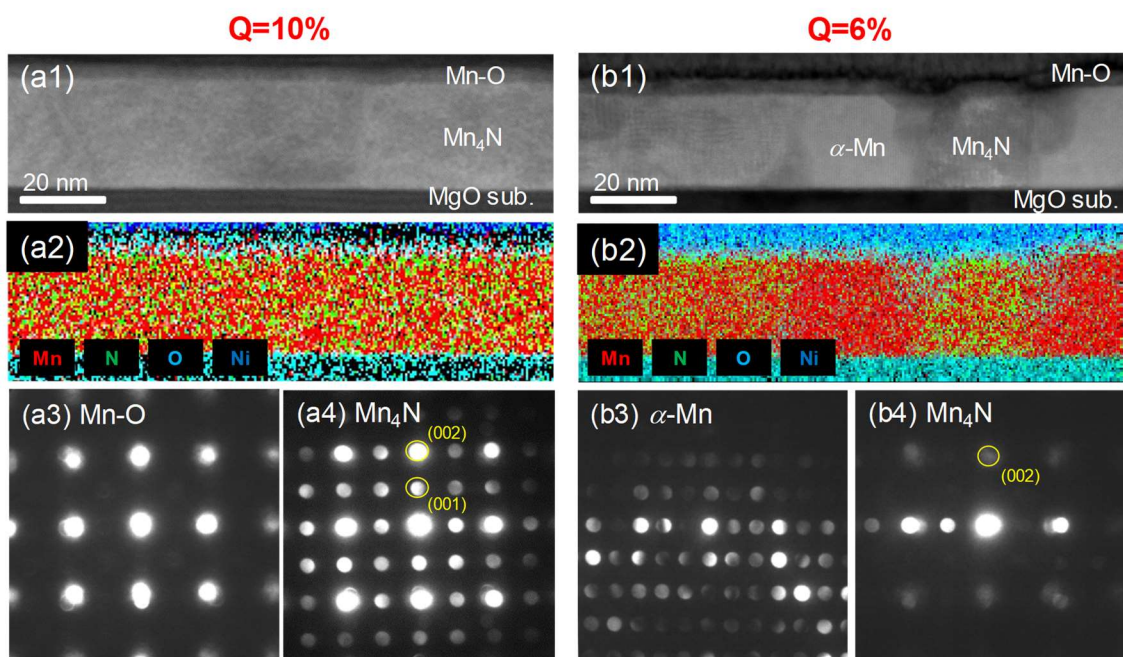 Q=10%
Q=6%
(a1)
Mn-O
Mn₄N
20 nm
MgO sub.
(b1)
Mn-O
α-Mn
Mn₄N
20 nm
MgO sub.
(a2)
Mn N O Ni
(b2)
Mn N O Ni
(a3) Mn-O
(a4) Mn₄N
(002)
(001)
(b3) α-Mn
(b4) Mn₄N
(002)